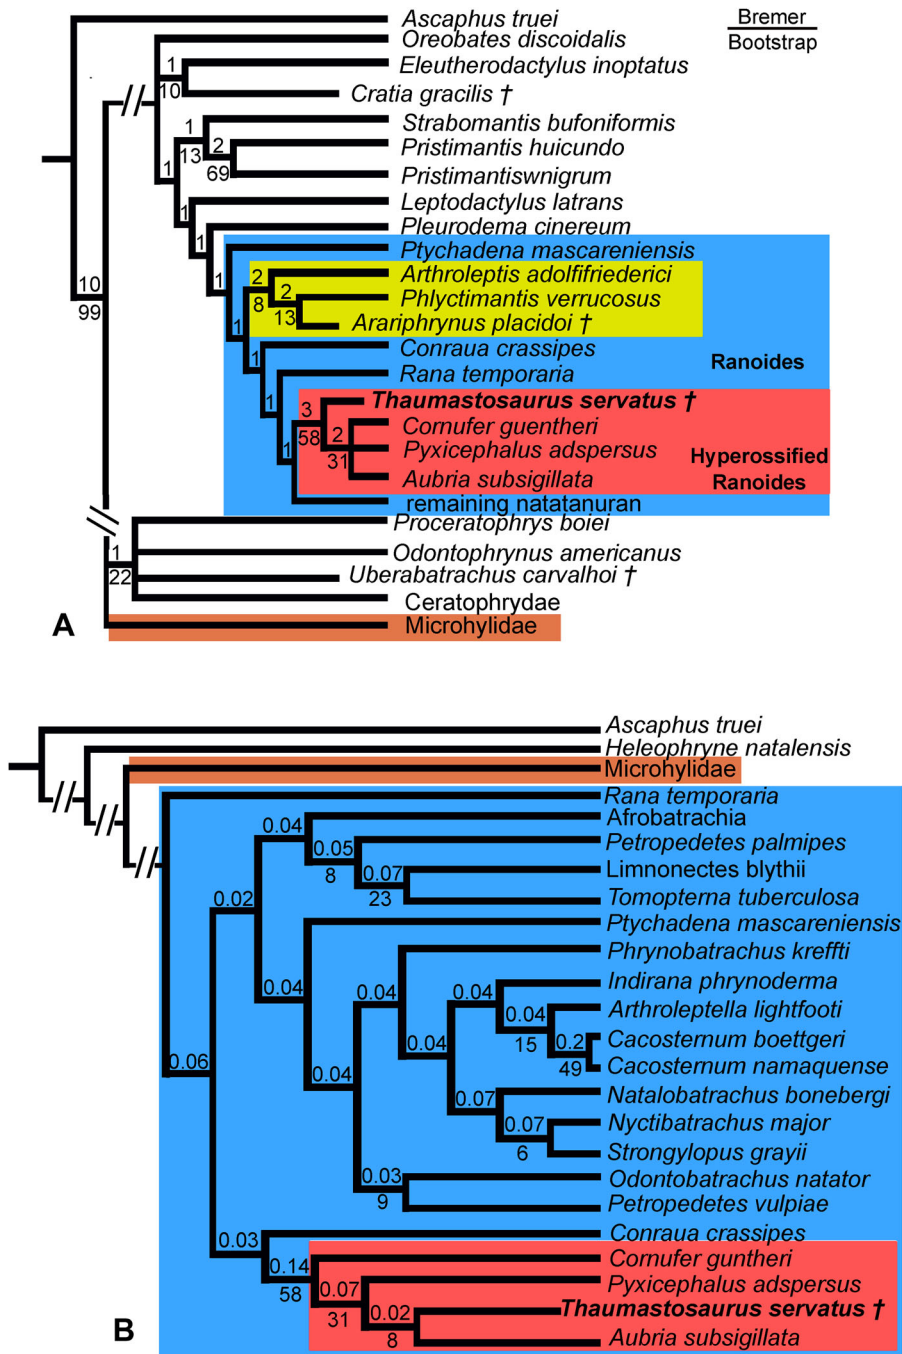 Ascaphus truei
Bremer
Bootstrap
Oreobates discoidalis
1
10
Eleutherodactylus inoptatus
Cratia gracilis †
Strabomantis bufoniformis
1
13
2
69
Pristimantis huicundo
1
Pristimantiswnigrum
1
Leptodactylus latrans
1
Pleurodema cinereum
1
Ptychadena mascareniensis
10
99
2
8
Arthroleptis adolfifriederici
2
13
Phlyctimantis verrucosus
1
Arariphrynus placidoi †
1
Conraua crassipes
Ranoides
1
Rana temporaria
3
58
Thaumastosaurus servatus †
1
2
31
Cornufer guentheri
Pyxicephalus adspersus
Hyperossified
Ranoides
Aubria subsigillata
remaining natatanuran
Proceratophrys boiei
1
22
Odontophrynus americanus
Uberabatrachus carvalhoi †
Ceratophrydae
A
Microhylidae
Ascaphus truei
Heleophryne natalensis
Microhylidae
Rana temporaria
0.04
Afrobatrachia
0.05
8
Petropedetes palmipes
0.07
23
Limnonectes blythii
0.02
Tomopterna tuberculosa
Ptychadena mascareniensis
Phrynobatrachus kreffti
0.04
0.04
0.04
Indirana phrynoderma
0.04
15
Arthroleptella lightfooti
0.04
0.2
49
Cacosternum boettgeri
0.06
0.04
Cacosternum namaquense
0.07
Natalobatrachus bonebergi
0.07
6
Nyctibatrachus major
Strongylopus grayii
0.03
9
Odontobatrachus natator
Petropedetes vulpiae
0.03
Conraua crassipes
0.14
58
Cornufer guntheri
0.07
31
Pyxicephalus adspersus
0.02
8
Thaumastosaurus servatus †
B
Aubria subsigillata